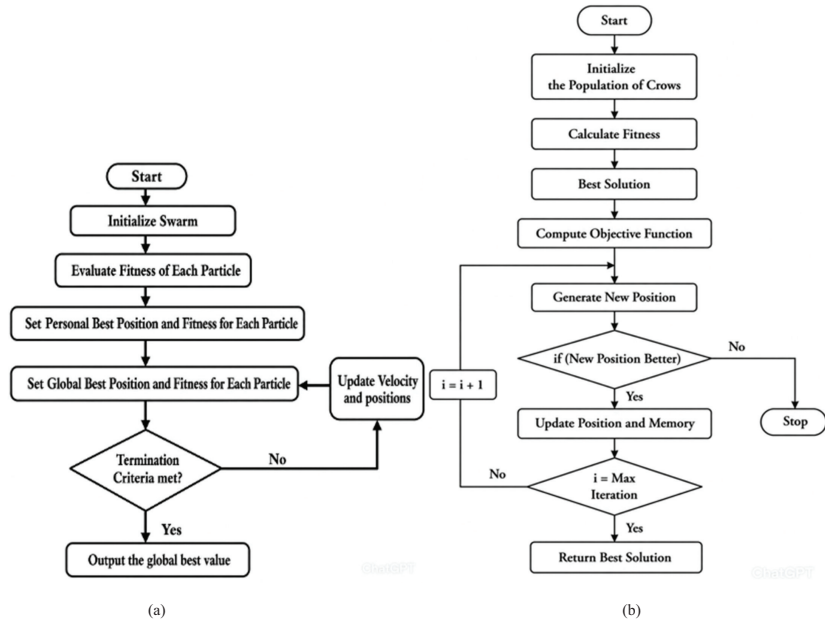 Start
Initialize Swarm
Evaluate Fitness of Each Particle
Set Personal Best Position and Fitness for Each Particle
Set Global Best Position and Fitness for Each Particle
Update Velocity
and positions
Termination
Criteria met?
No
Yes
Output the global best value
ChatGPT
(a)
Start
Initialize
the Population of Crows
Calculate Fitness
Best Solution
Compute Objective Function
Generate New Position
if (New Position Better)
No
Yes
Stop
i = i + 1
Update Position and Memory
i = Max
Iteration
No
Yes
Return Best Solution
ChatGPT
(b)